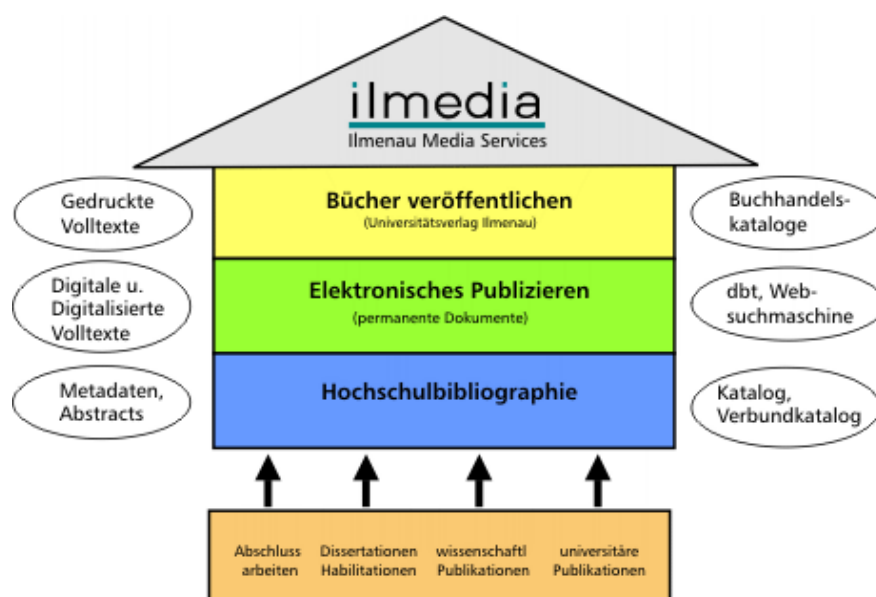 ilmedia
Ilmenau Media Services
Gedruckte
Volltexte
Bücher veröffentlichen
(Universitätsverlag Ilmenau)
Buchhandels-
kataloge
Digitale u.
Digitalisierte
Volltexte
Elektronisches Publizieren
(permanente Dokumente)
dbt, Web-
suchmaschine
Metadaten,
Abstracts
Hochschulbibliographie
Katalog,
Verbundkatalog
Abschluss
arbeiten
Dissertationen
Habilitationen
wissenschaftl
Publikationen
universitäre
Publikationen